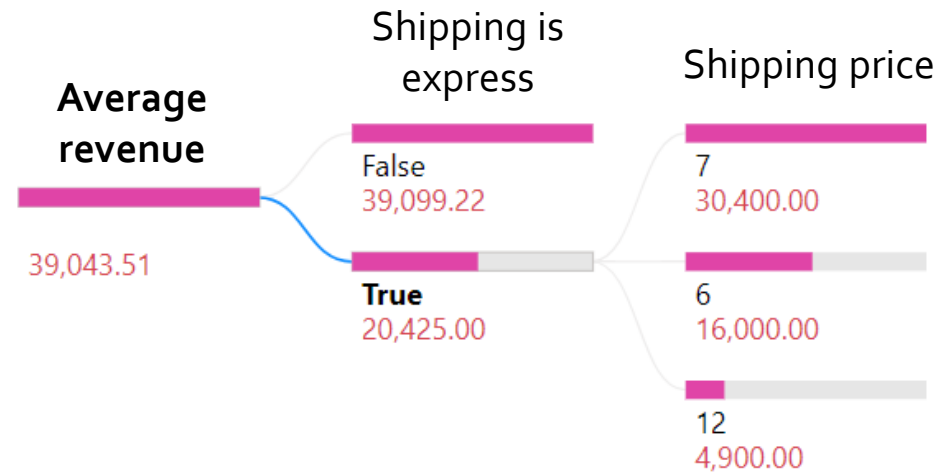 Average
revenue
39,043.51
Shipping is
express
False
39,099.22
True
20,425.00
Shipping price
7
30,400.00
6
16,000.00
12
4,900.00